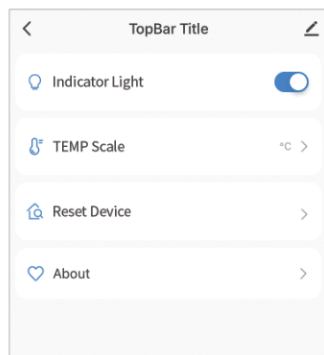 TopBar Title
Indicator Light
TEMP Scale °C
Reset Device
About